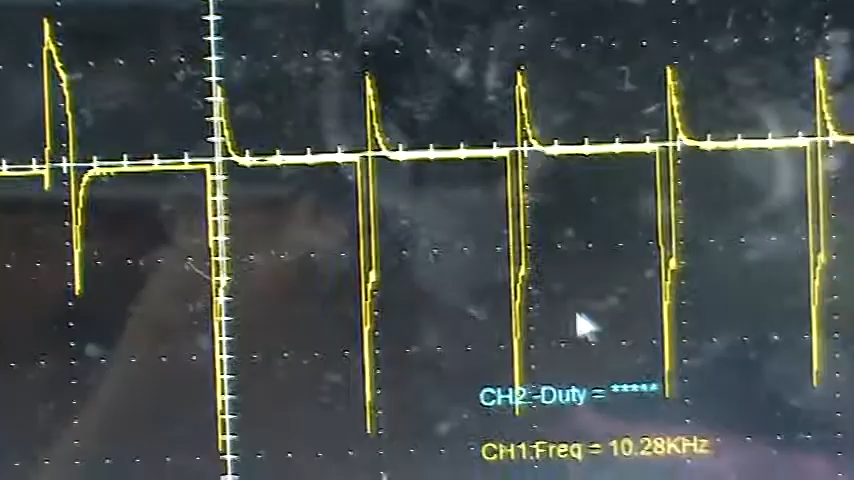 CH2.-Duty = *****
CH1.Freq = 10.28KHz